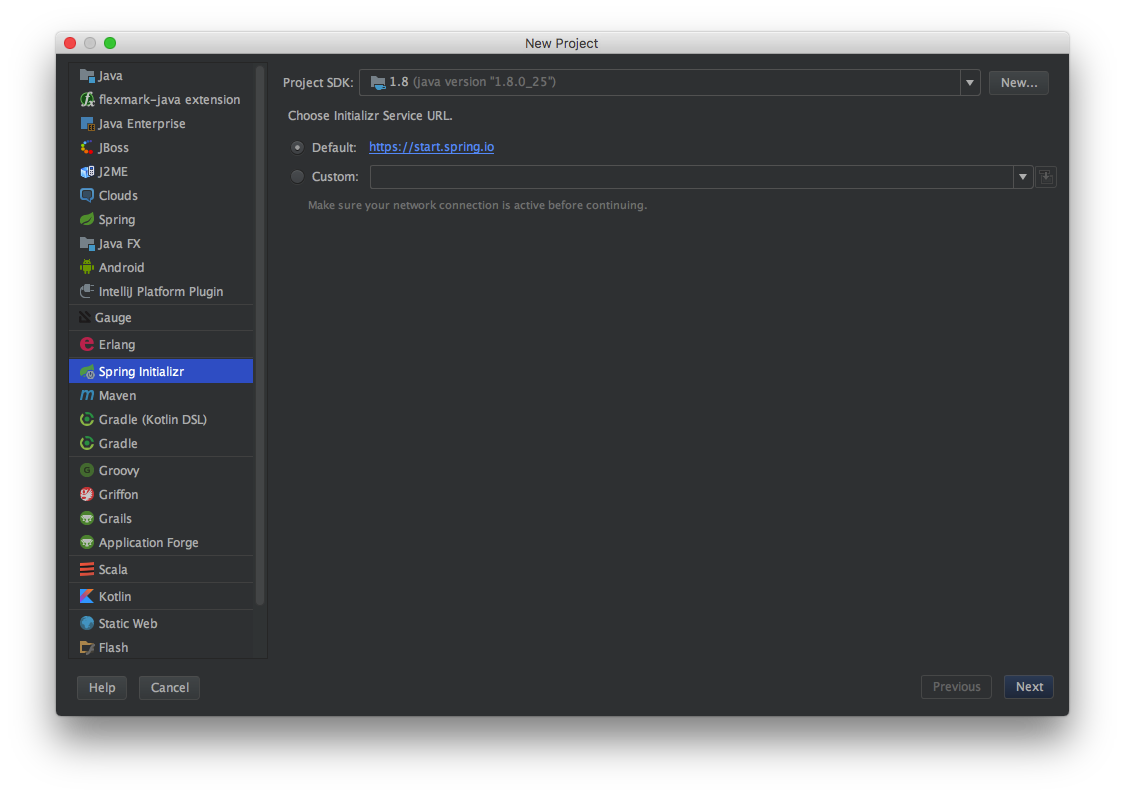 New Project
Java
flexmark-java extension
Java Enterprise
JBoss
J2ME
Clouds
Spring
Java FX
Android
IntelliJ Platform Plugin
Gauge
Erlang
Spring Initializr
Maven
Gradle (Kotlin DSL)
Gradle
Groovy
Griffon
Grails
Application Forge
Scala
Kotlin
Static Web
Flash
Project SDK: 1.8 (java version "1.8.0_25") New...
Choose Initializr Service URL.
Default: https://start.spring.io
Custom:
Make sure your network connection is active before continuing.
Help Cancel Previous Next